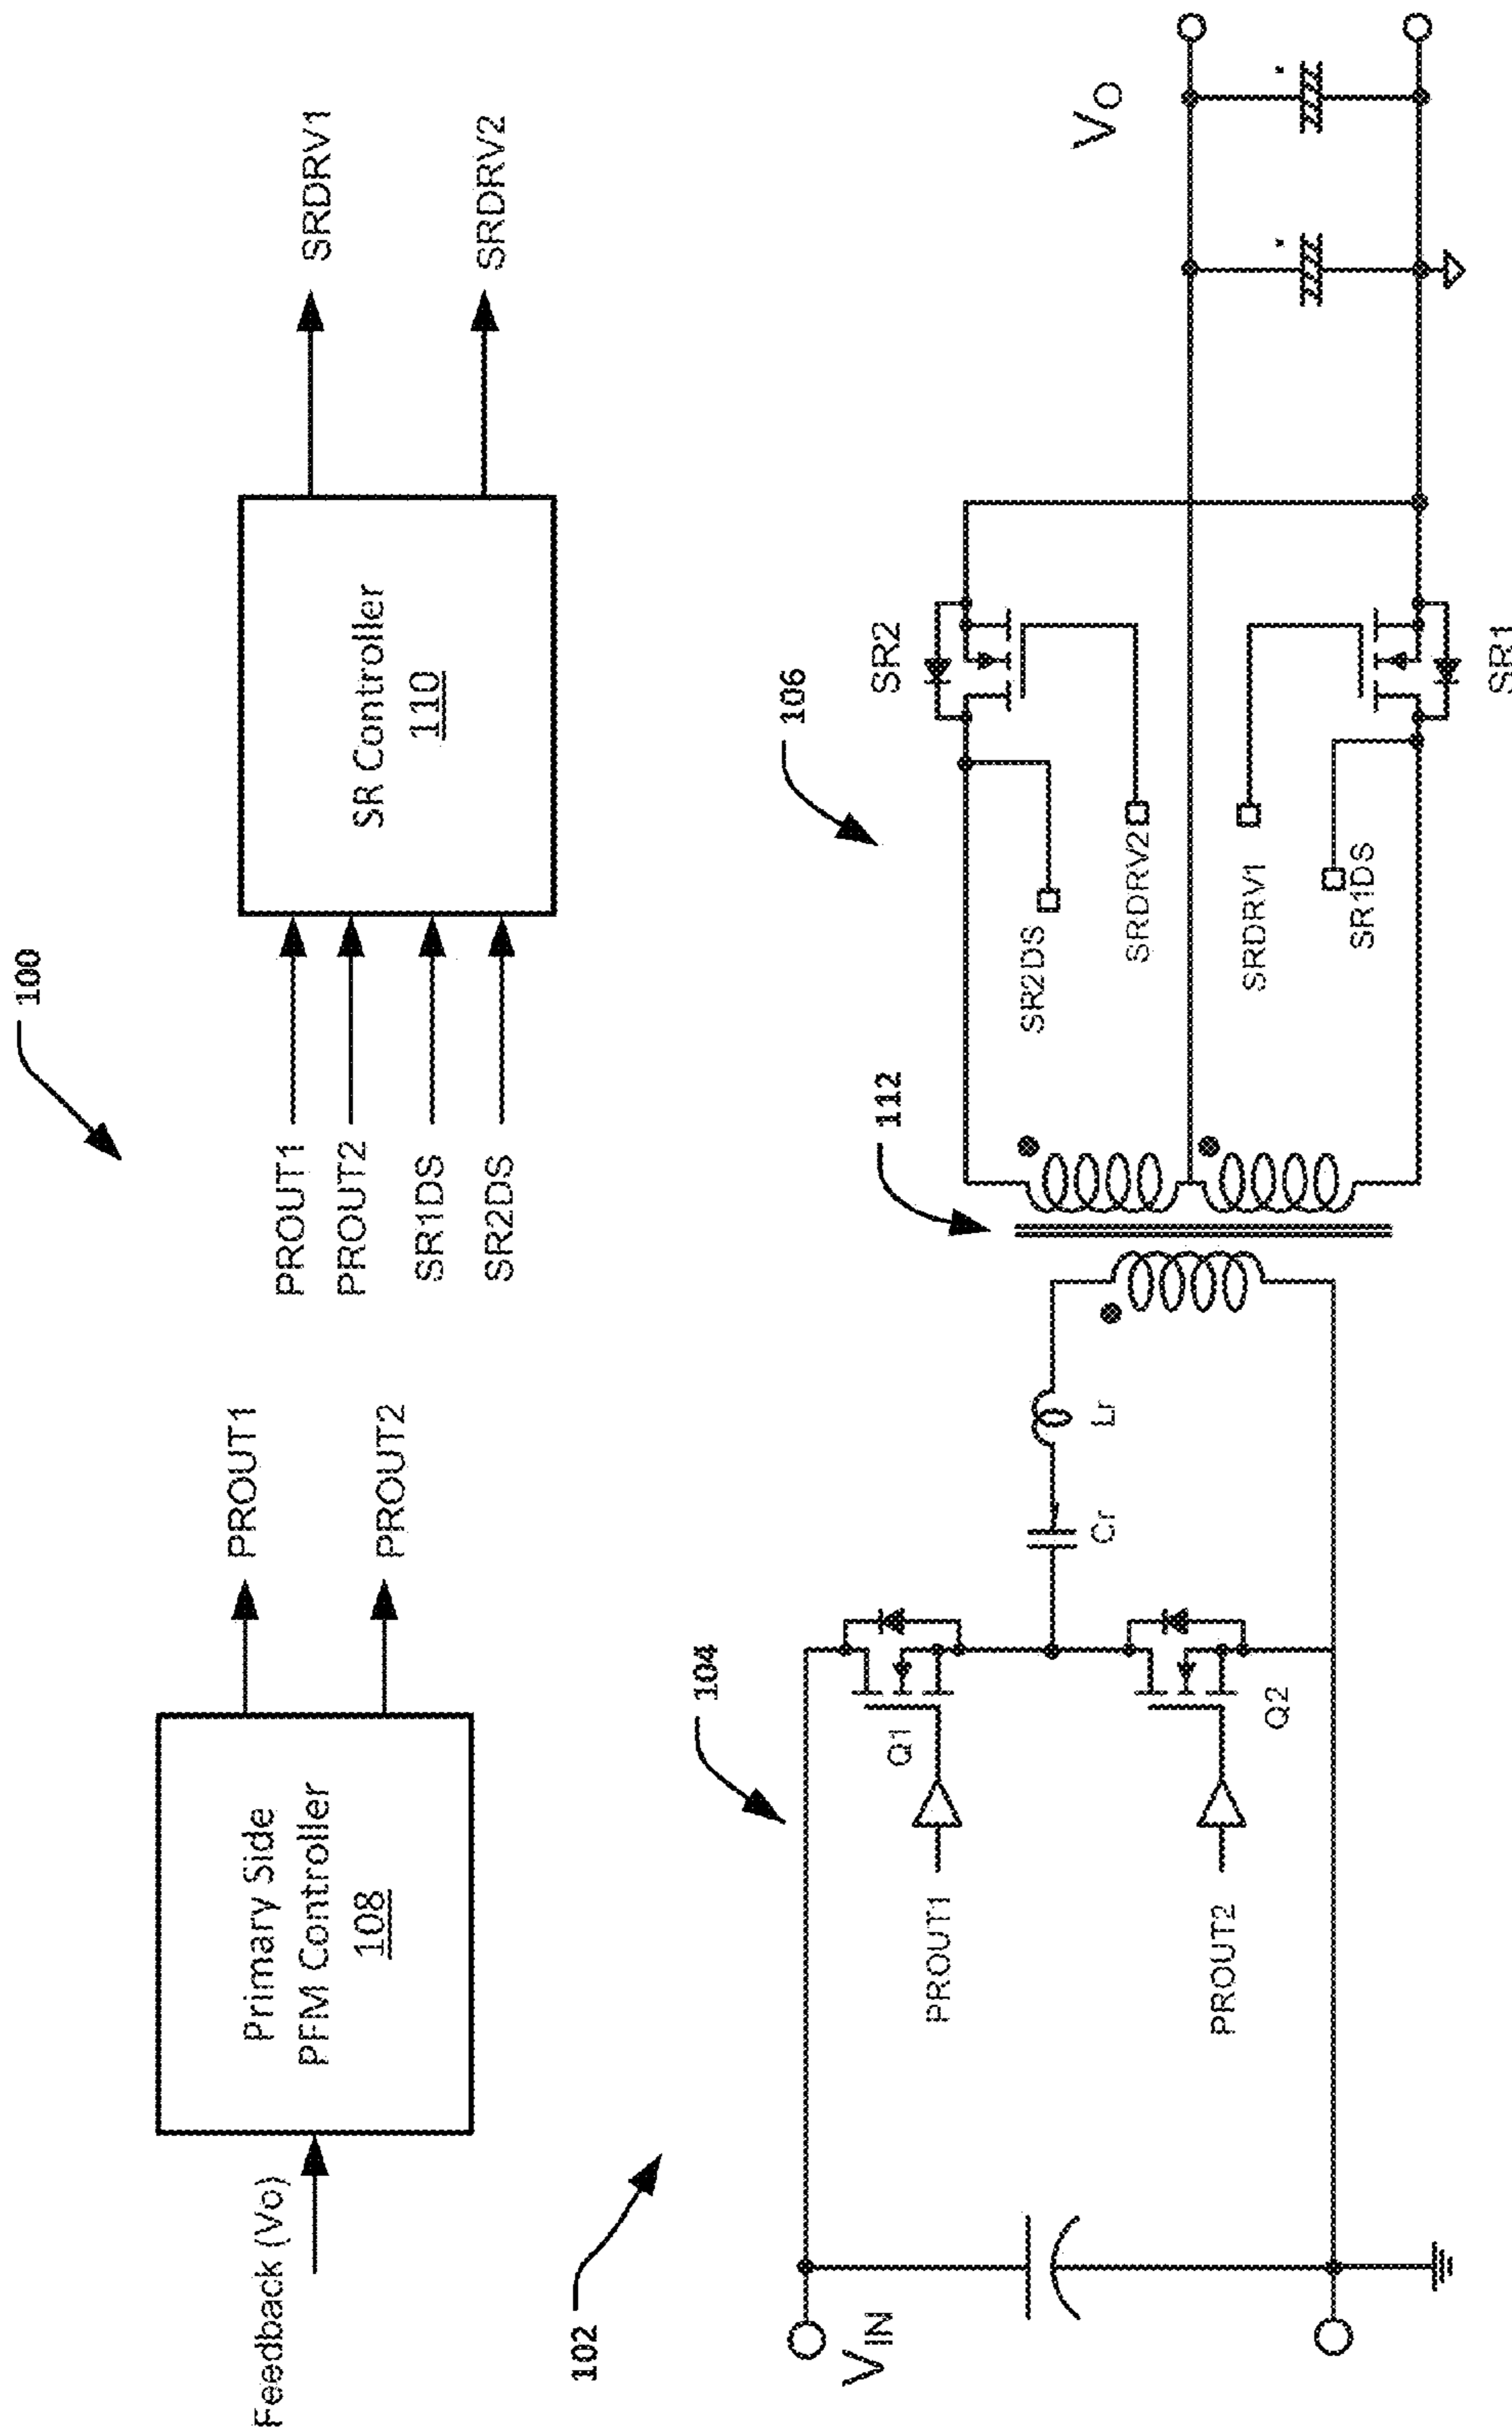 100
Feedback (Vo)
Primary Side
PFM Controller
108
PROUT1
PROUT2
PROUT1
PROUT2
SR1DS
SR2DS
SR Controller
110
SRDRV1
SRDRV2
102
104
112
106
VIN
PROUT1
Q1
PROUT2
Q2
Cr
Lr
SR2DS
SRDRV2
SRDRV1
SR1DS
SR2
SR1
VO